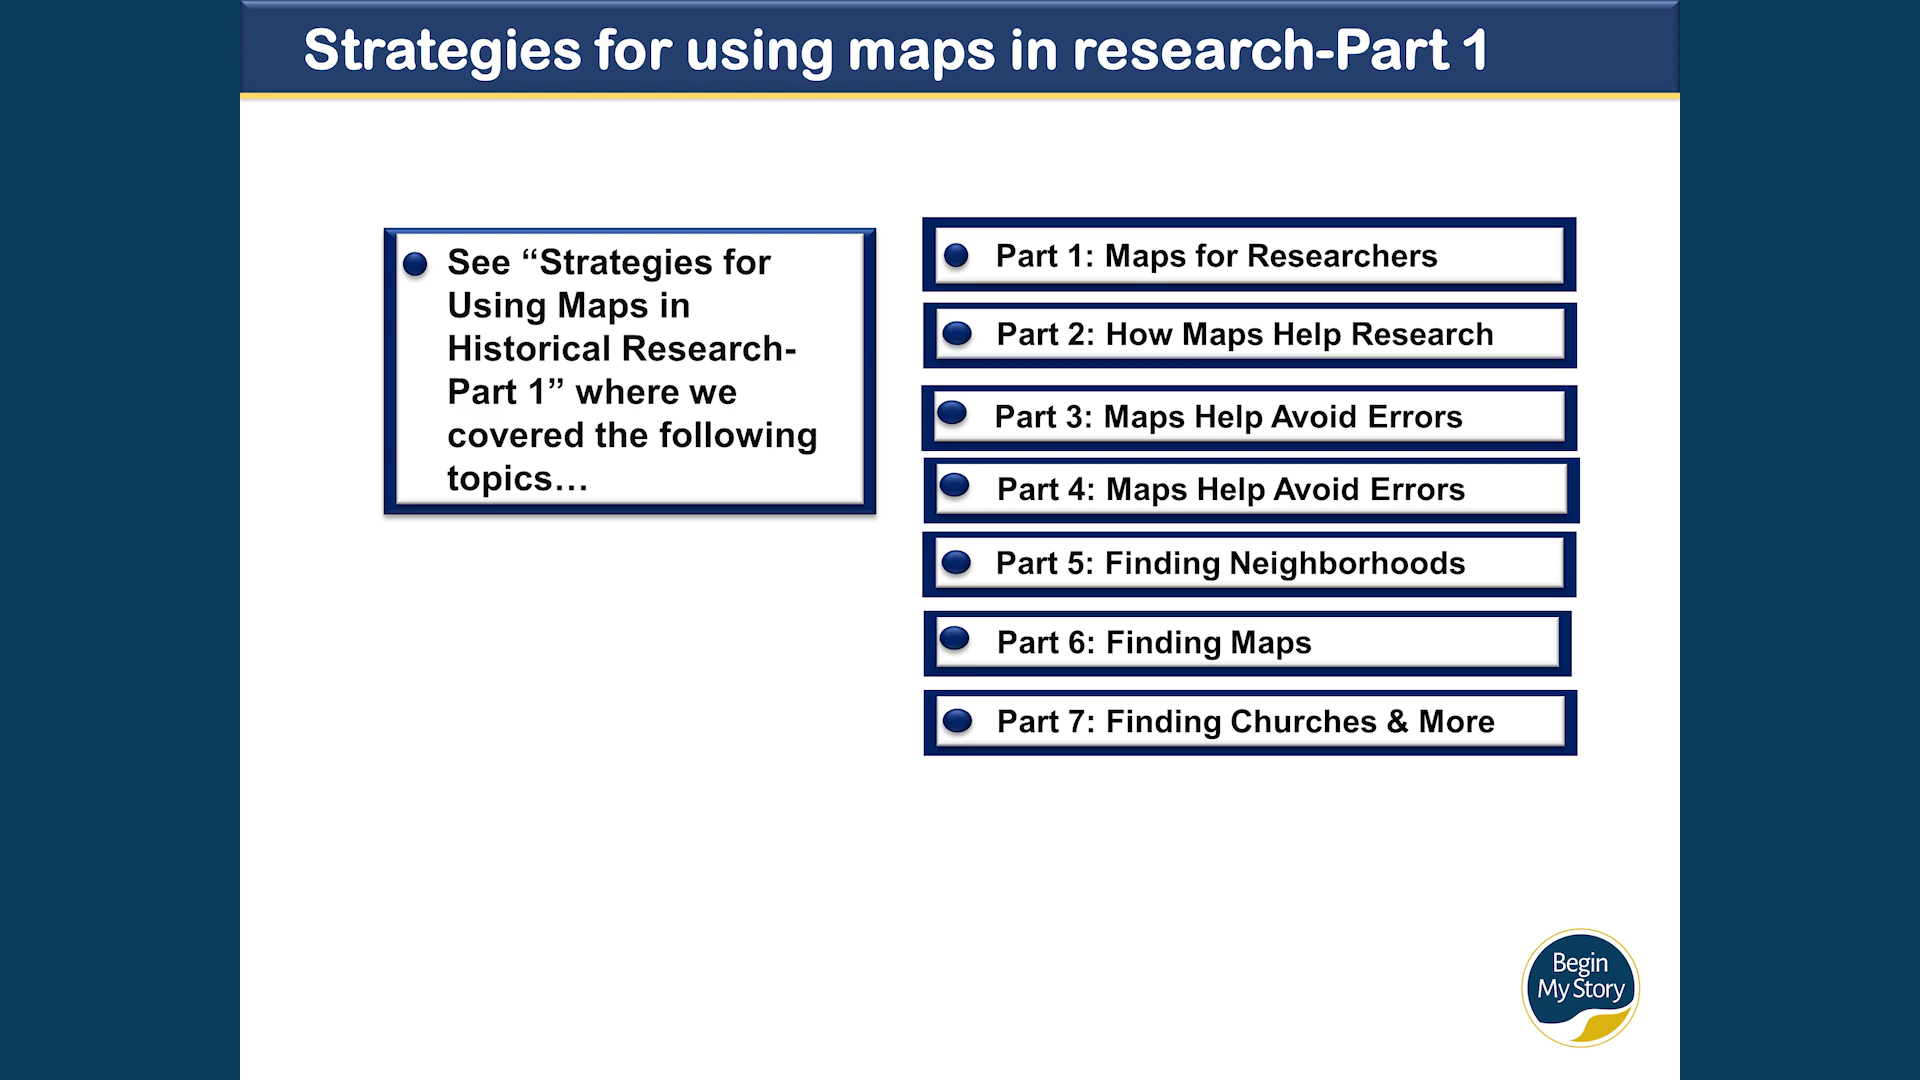 Strategies for using maps in research-Part 1
See “Strategies for
Using Maps in
Historical Research-
Part 1” where we
covered the following
topics…
Part 1: Maps for Researchers
Part 2: How Maps Help Research
Part 3: Maps Help Avoid Errors
Part 4: Maps Help Avoid Errors
Part 5: Finding Neighborhoods
Part 6: Finding Maps
Part 7: Finding Churches & More
Begin
My Story